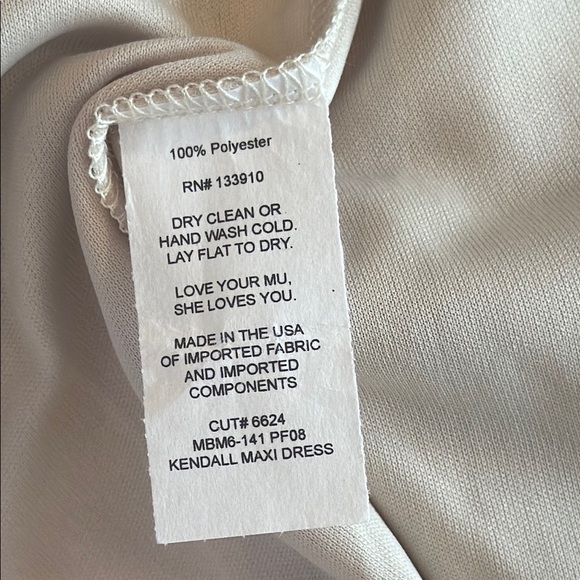 100% Polyester
RN# 133910
DRY CLEAN OR
HAND WASH COLD.
LAY FLAT TO DRY.
LOVE YOUR MU,
SHE LOVES YOU.
MADE IN THE USA
OF IMPORTED FABRIC
AND IMPORTED
COMPONENTS
CUT# 6624
MBM6-141 PF08
KENDALL MAXI DRESS